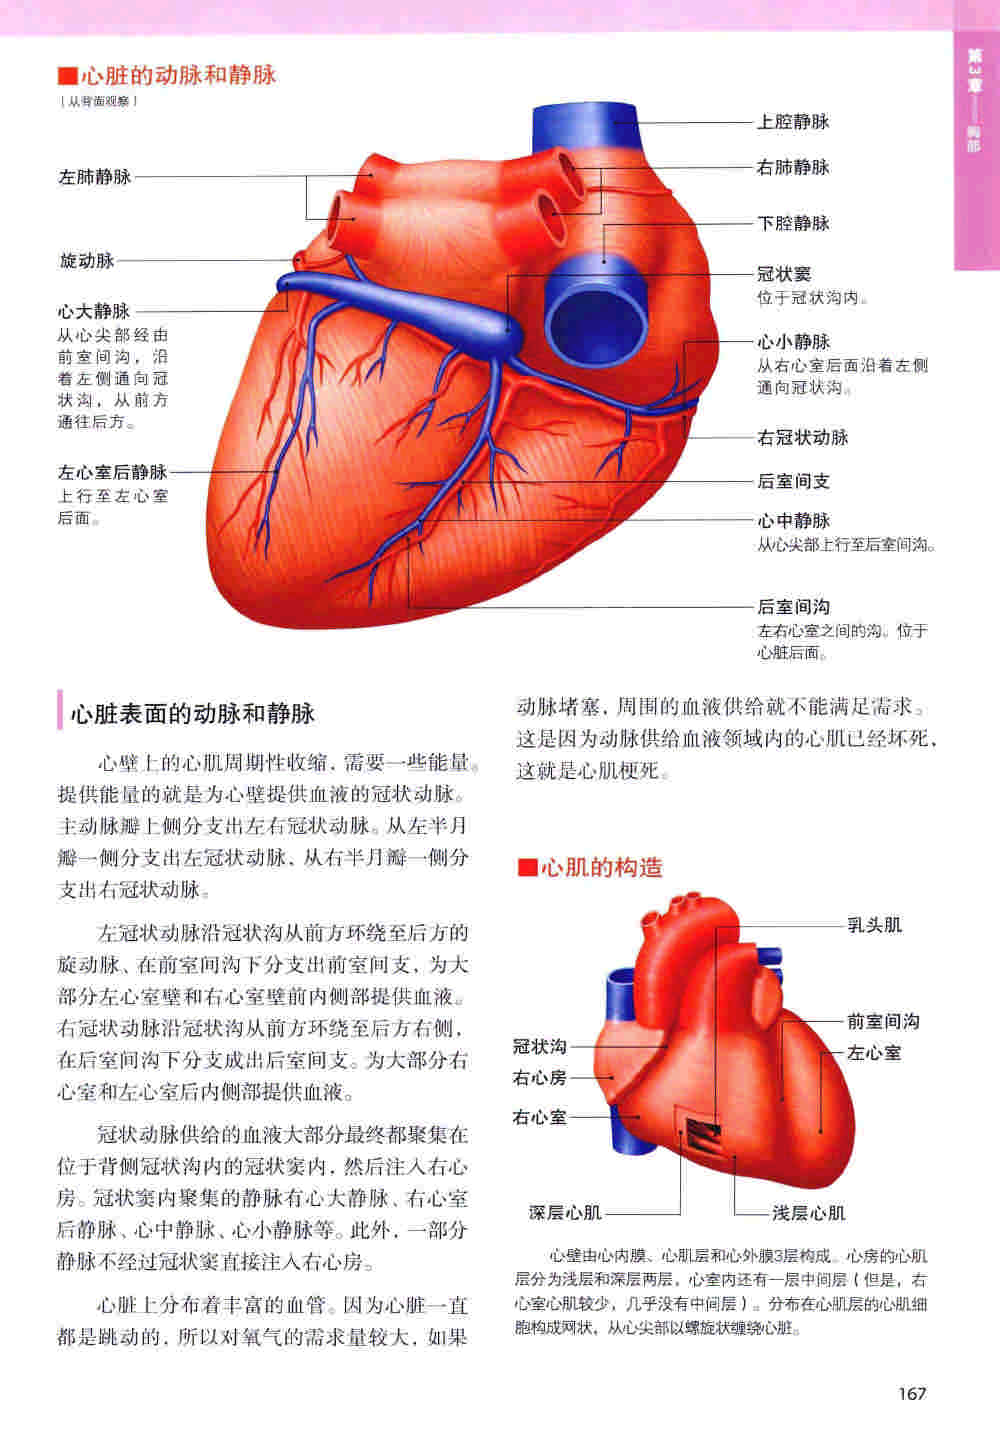 第3章——胸部
■心脏的动脉和静脉
(从背面观察)
左肺静脉
旋动脉
心大静脉
从心尖部经由
前室间沟，沿
着左侧通向冠
状沟，从前方
通往后方。
左心室后静脉
上行至左心室
后面。
上腔静脉
右肺静脉
下腔静脉
冠状窦
位于冠状沟内。
心小静脉
从右心室后面沿着左侧
通向冠状沟。
右冠状动脉
后室间支
心中静脉
从心尖部上行至后室间沟。
后室间沟
左右心室之间的沟。位于
心脏后面。
心脏表面的动脉和静脉
心壁上的心肌周期性收缩，需要一些能量。
提供能量的就是为心壁提供血液的冠状动脉。
主动脉瓣上侧分支出左右冠状动脉。从左半月
瓣一侧分支出左冠状动脉、从右半月瓣一侧分
支出右冠状动脉。
左冠状动脉沿冠状沟从前方环绕至后方的
旋动脉、在前室间沟下分支出前室间支，为大
部分左心室壁和右心室壁前内侧部提供血液。
右冠状动脉沿冠状沟从前方环绕至后方右侧，
在后室间沟下分支成出后室间支。为大部分右
心室和左心室后内侧部提供血液。
冠状动脉供给的血液大部分最终都聚集在
位于背侧冠状沟内的冠状窦内，然后注入右心
房。冠状窦内聚集的静脉有心大静脉、右心室
后静脉、心中静脉、心小静脉等。此外，一部分
静脉不经过冠状窦直接注入右心房。
心脏上分布着丰富的血管。因为心脏一直
都是跳动的，所以对氧气的需求量较大，如果
动脉堵塞，周围的血液供给就不能满足需求。
这是因为动脉供给血液领域内的心肌已经坏死，
这就是心肌梗死。
■心肌的构造
乳头肌
前室间沟
左心室
冠状沟
右心房
右心室
深层心肌
浅层心肌
心壁由心内膜、心肌层和心外膜3层构成。心房的心肌
层分为浅层和深层两层，心室内还有一层中间层（但是，右
心室心肌较少，几乎没有中间层）。分布在心肌层的心肌细
胞构成网状，从心尖部以螺旋状缠绕心脏。
167